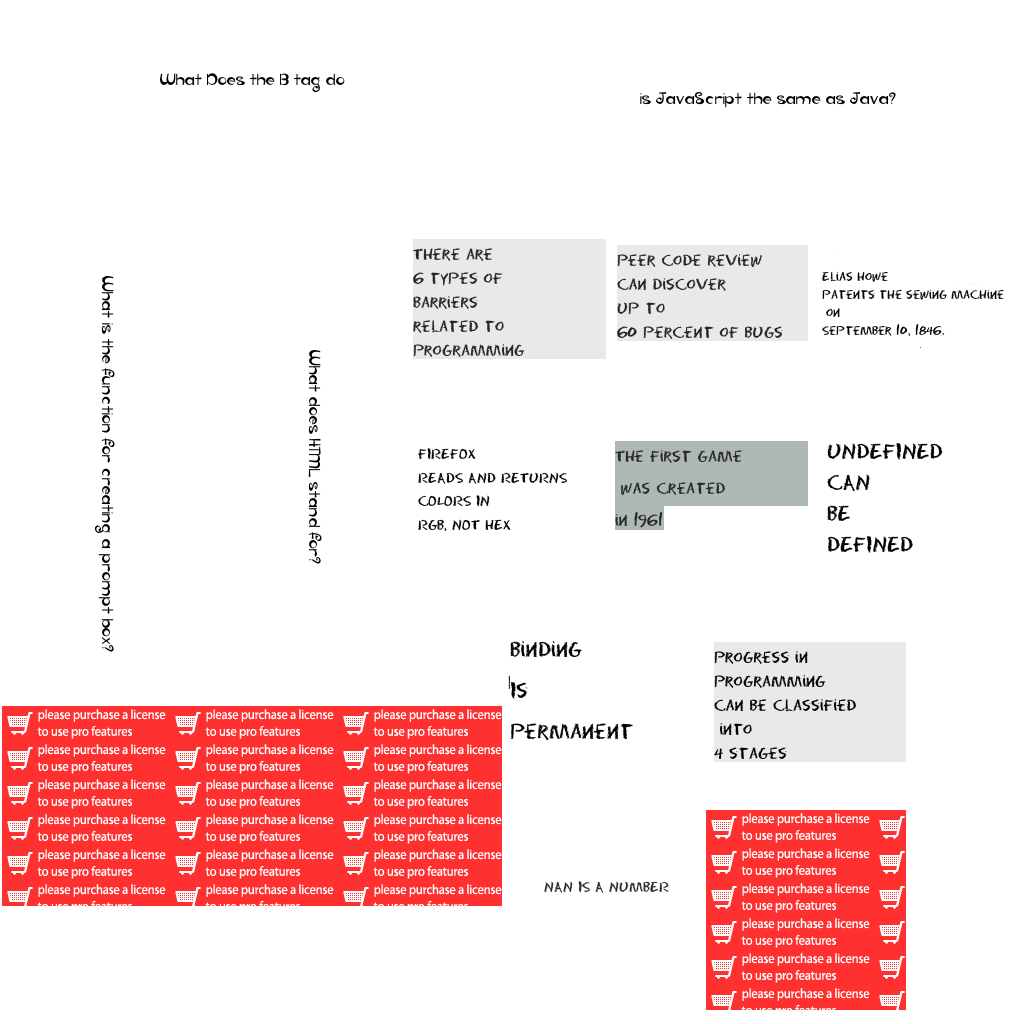 What Does the B tag do
is JavaScript the same as Java?
What is the function for creating a prompt box?
What does HTML stand for?
THERE ARE
6 TYPES OF
BARRIERS
RELATED TO
PROGRAMMING
PEER CODE REVIEW
CAN DISCOVER
UP TO
60 PERCENT OF BUGS
ELIAS HOWE
PATENTS THE SEWING MACHINE
ON
SEPTEMBER 10, 1846.
FIREFOX
READS AND RETURNS
COLORS IN
RGB, NOT HEX
THE FIRST GAME
WAS CREATED
in 1961
UNDEFINED
CAN
BE
DEFINED
BINDING
IS
PERMANENT
PROGRESS IN
PROGRAMMING
CAN BE CLASSIFIED
INTO
4 STAGES
please purchase a license please purchase a license please purchase a license
to use pro features to use pro features to use pro features
please purchase a license please purchase a license please purchase a license
to use pro features to use pro features to use pro features
please purchase a license please purchase a license please purchase a license
to use pro features to use pro features to use pro features
please purchase a license please purchase a license please purchase a license
to use pro features to use pro features to use pro features
please purchase a license please purchase a license please purchase a license
to use pro features to use pro features to use pro features
please purchase a license please purchase a license please purchase a license
NAN IS A NUMBER
please purchase a license
to use pro features
please purchase a license
to use pro features
please purchase a license
to use pro features
please purchase a license
to use pro features
please purchase a license
to use pro features
please purchase a license